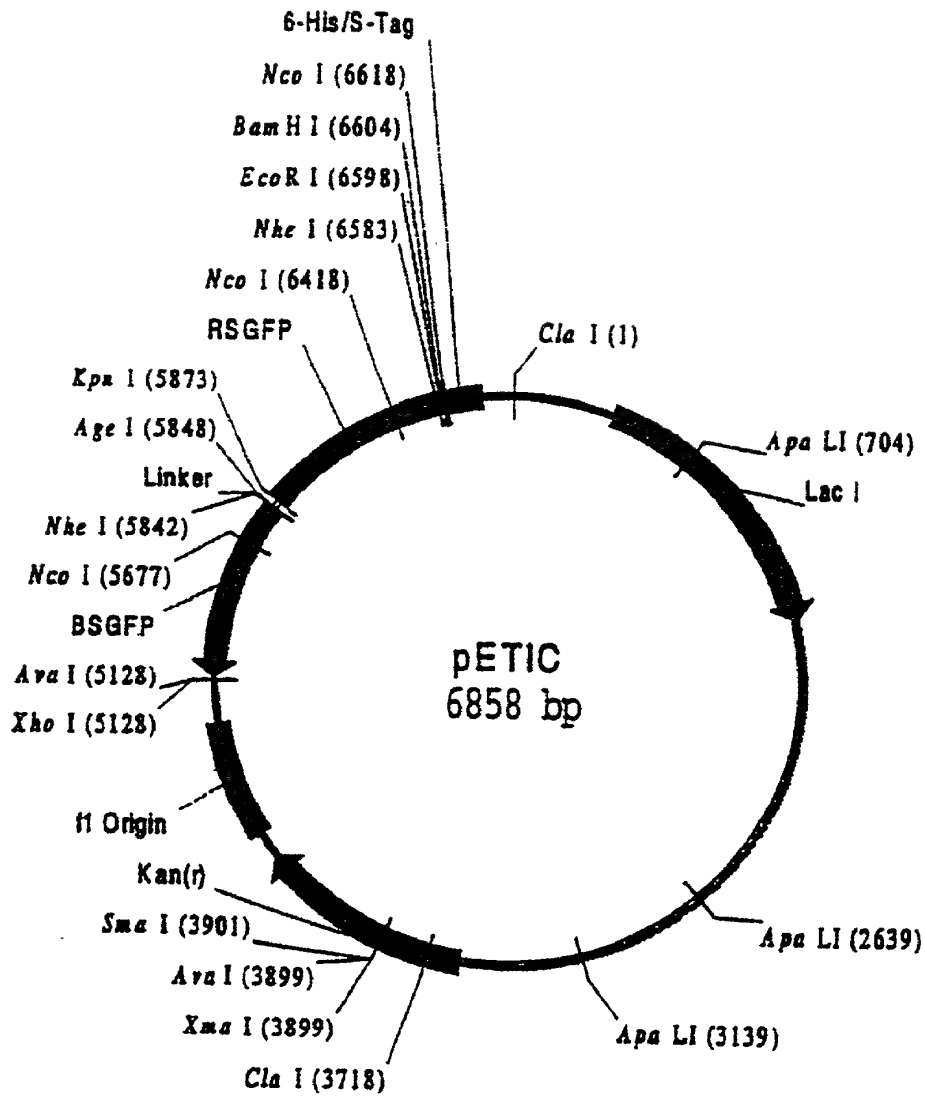 6-His/S-Tag
Nco I (6618)
BamH I (6604)
EcoR I (6598)
Nhe I (6583)
Nco I (6418)
RSGFP
Cla I (1)
Kpn I (5873)
Age I (5848)
Apa LI (704)
Linker
Lac I
Nhe I (5842)
Nco I (5677)
BSGFP
pETIC
6858 bp
Ava I (5128)
Xho I (5128)
f1 Origin
Kan(r)
Sma I (3901)
Apa LI (2639)
Ava I (3899)
Xma I (3899)
Apa LI (3139)
Cla I (3718)